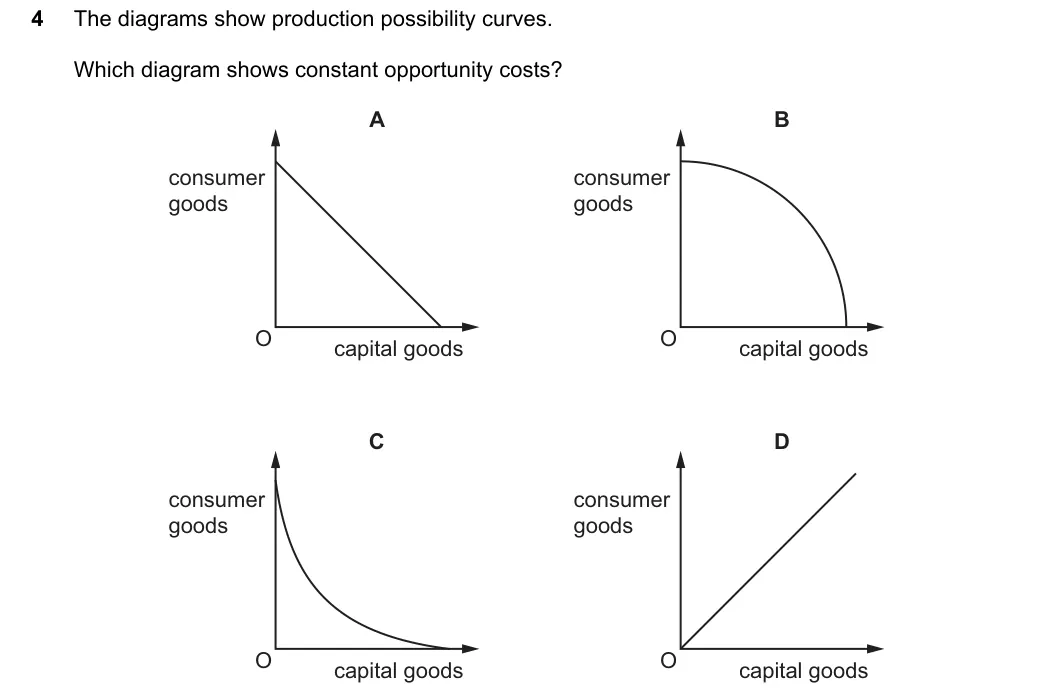 4 The diagrams show production possibility curves.
Which diagram shows constant opportunity costs?
A
consumer
goods
O
capital goods
B
consumer
goods
O
capital goods
C
consumer
goods
O
capital goods
D
consumer
goods
O
capital goods